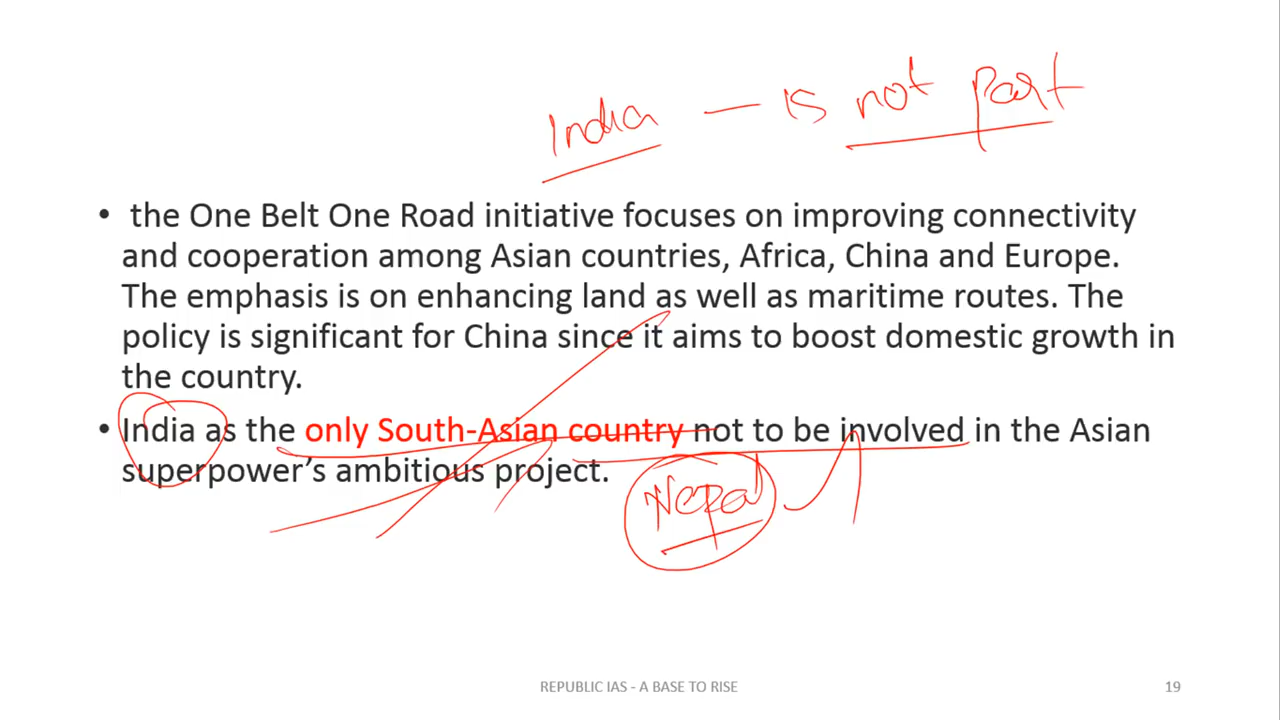 India — is not part
• the One Belt One Road initiative focuses on improving connectivity
and cooperation among Asian countries, Africa, China and Europe.
The emphasis is on enhancing land as well as maritime routes. The
policy is significant for China since it aims to boost domestic growth in
the country.
• India as the only South-Asian country not to be involved in the Asian
superpower’s ambitious project.
Nepal
REPUBLIC IAS - A BASE TO RISE
19